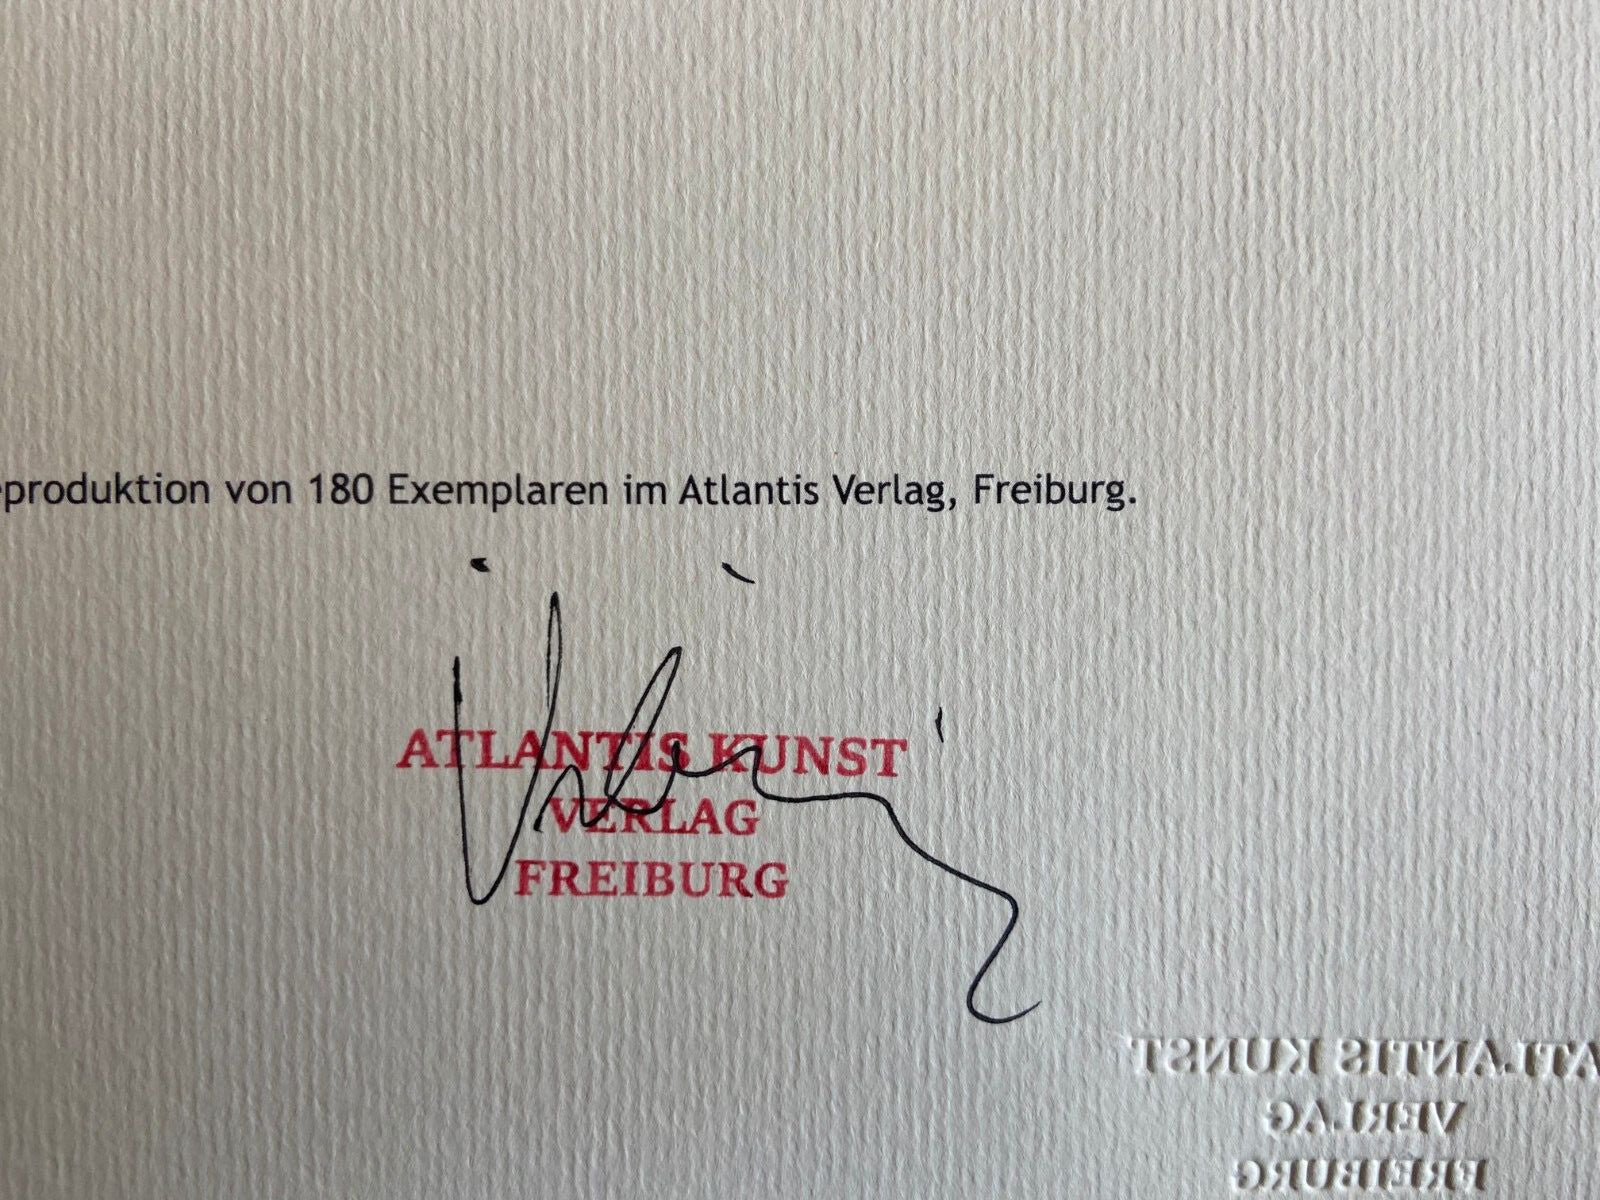 eproduktion von 180 Exemplaren im Atlantis Verlag, Freiburg.
ATLANTIS KUNST
VERLAG
FREIBURG
ATLANTIS KUNST
VERLAG
FREIBURG